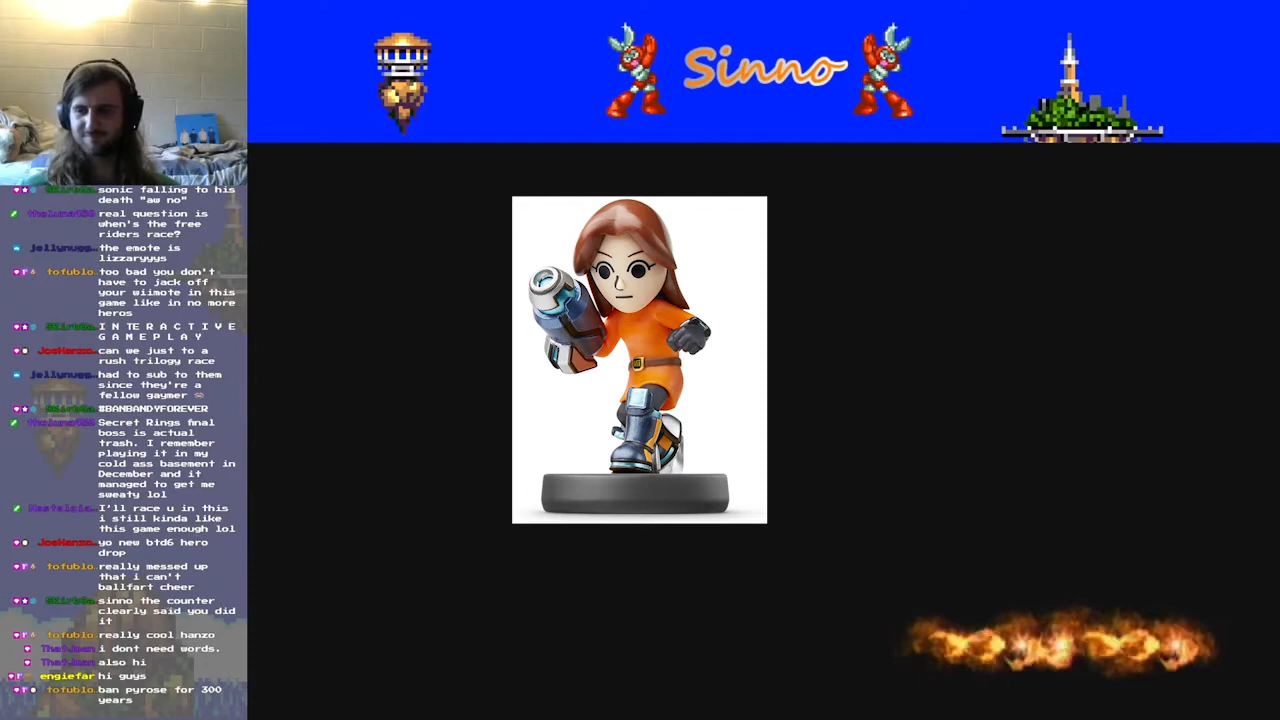 Sinno
sonic falling to his
death "aw no"
real question is
when's the free
riders race?
the emote is
lizzaryyys
tofublo.. too bad you don't
have to jack off
your wiimote in this
game like in no more
heros
I N T E R A C T I V E
G A M E P L A Y
can we just to a
rush trilogy race
had to sub to them
since they're a
fellow gaymer
#BANBANDYFOREVER
Secret Rings final
boss is actual
trash. I remember
playing it in my
cold ass basement in
December and it
managed to get me
sweaty lol
I'll race u in this
i still kinda like
this game enough lol
yo new btd6 hero
drop
tofublo.. really messed up
that i can't
ballfart cheer
sinno the counter
clearly said you did
it
tofublo.. really cool hanzo
i dont need words.
also hi
engiefar hi guys
tofublo.. ban pyrose for 300
years